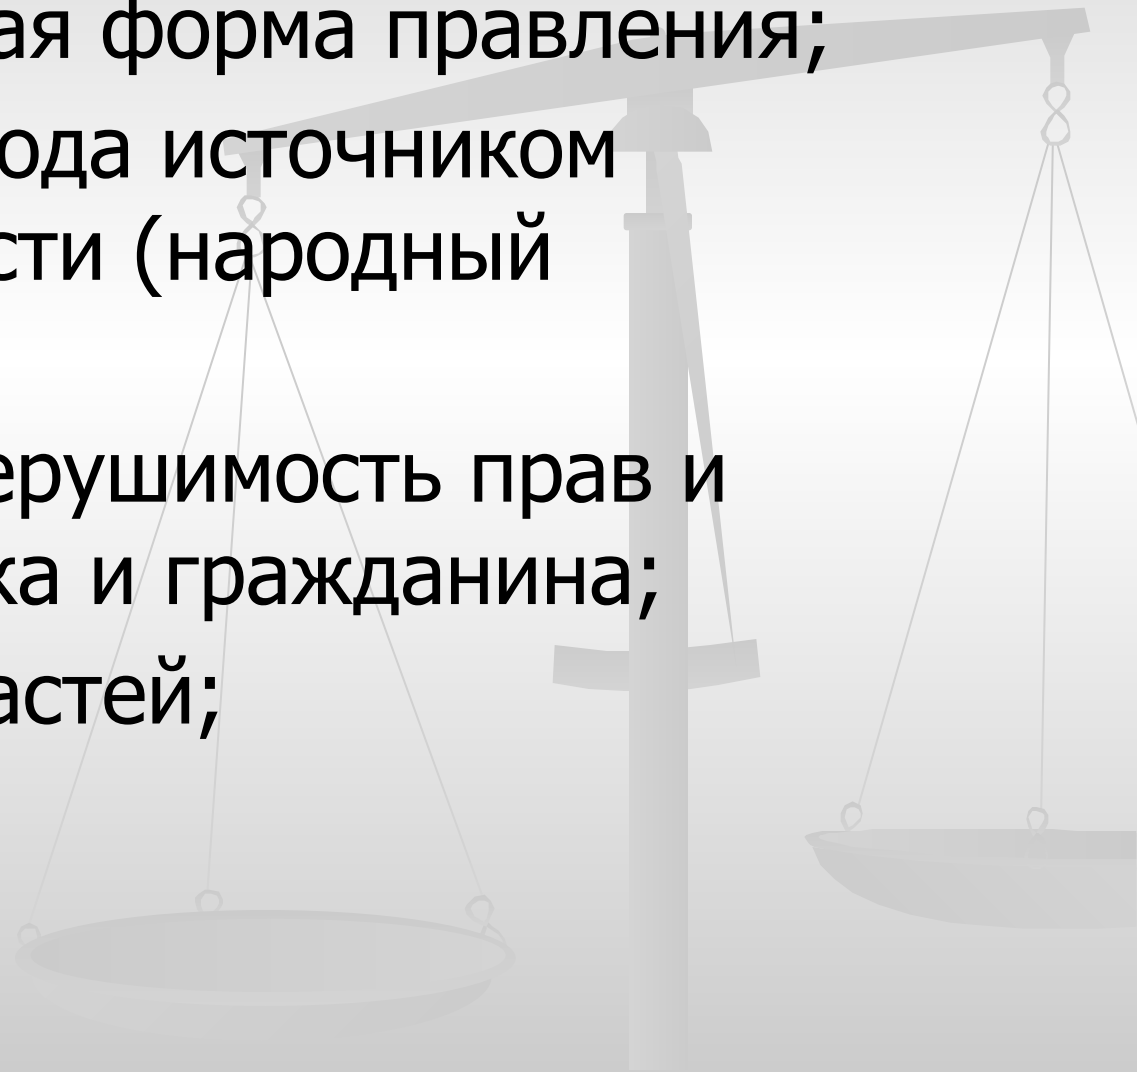 ая форма правления;
ода источником
сти (народный
ерушимость прав и
ка и гражданина;
астей;